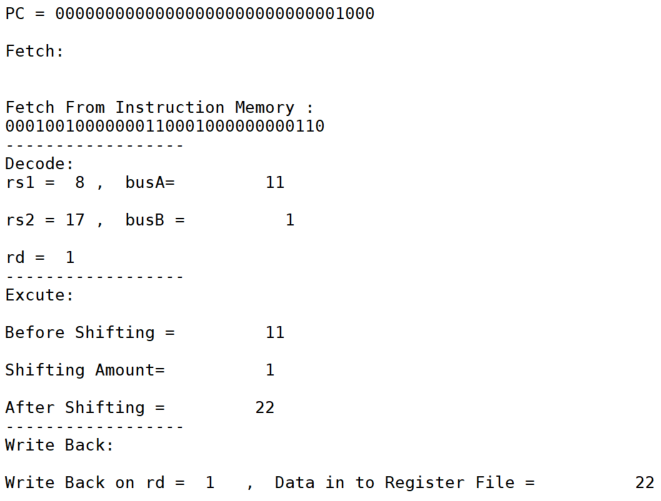 PC = 00000000000000000000000000001000
Fetch:
Fetch From Instruction Memory :
00010010000000110001000000000110
------------------
Decode:
rs1 =  8 ,  busA=         11
rs2 = 17 ,  busB =          1
rd =  1
------------------
Excute:
Before Shifting =         11
Shifting Amount=          1
After Shifting =         22
------------------
Write Back:
Write Back on rd =  1   ,  Data in to Register File =          22